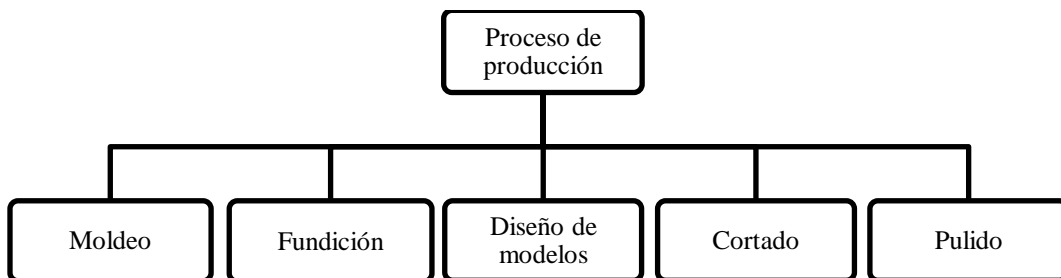 Proceso de
producción
Moldeo
Fundición
Diseño de
modelos
Cortado
Pulido